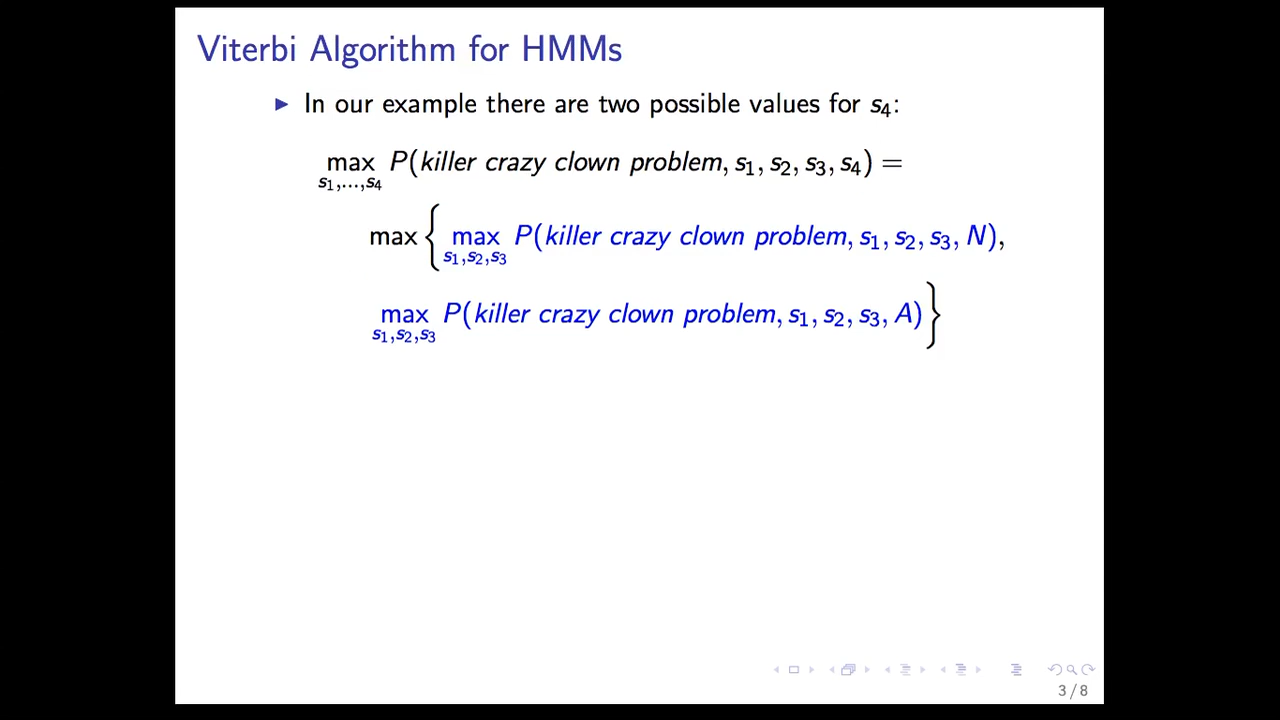 Viterbi Algorithm for HMMs
▶ In our example there are two possible values for s₄:
max P(killer crazy clown problem, s₁, s₂, s₃, s₄) =
s₁,...,s₄
max { max P(killer crazy clown problem, s₁, s₂, s₃, N),
s₁,s₂,s₃
max P(killer crazy clown problem, s₁, s₂, s₃, A) }
s₁,s₂,s₃
3 / 8